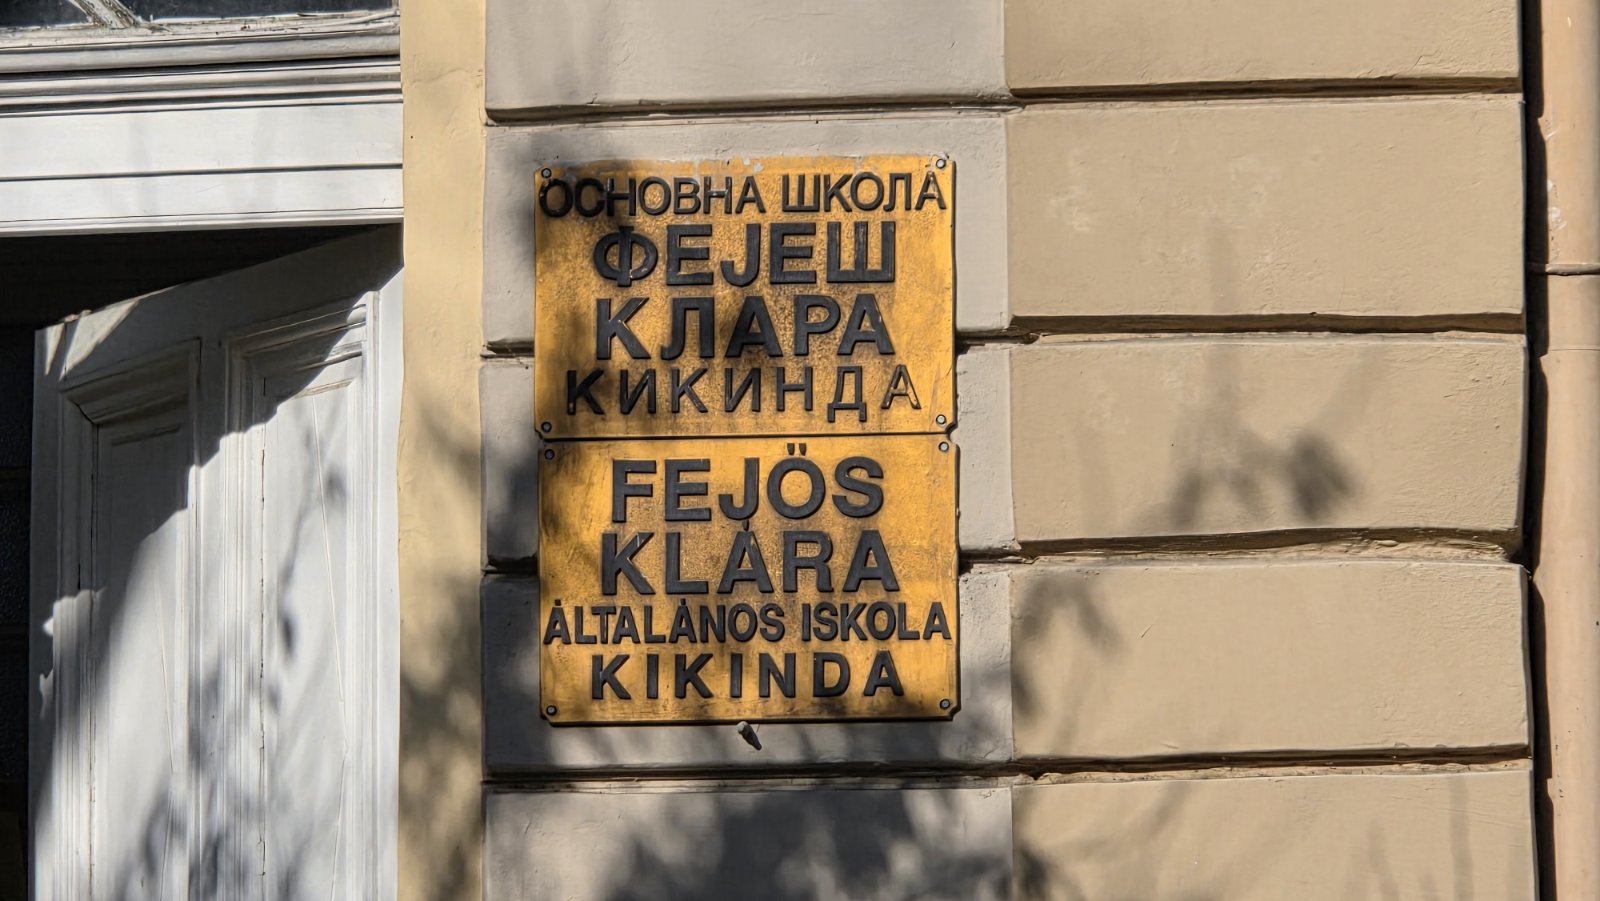 ОСНОВНА ШКОЛА
ФЕЈЕШ
КЛАРА
КИКИНДА
FEJÖS
KLÁRA
ÁLTALÁNOS ISKOLA
KIKINDA